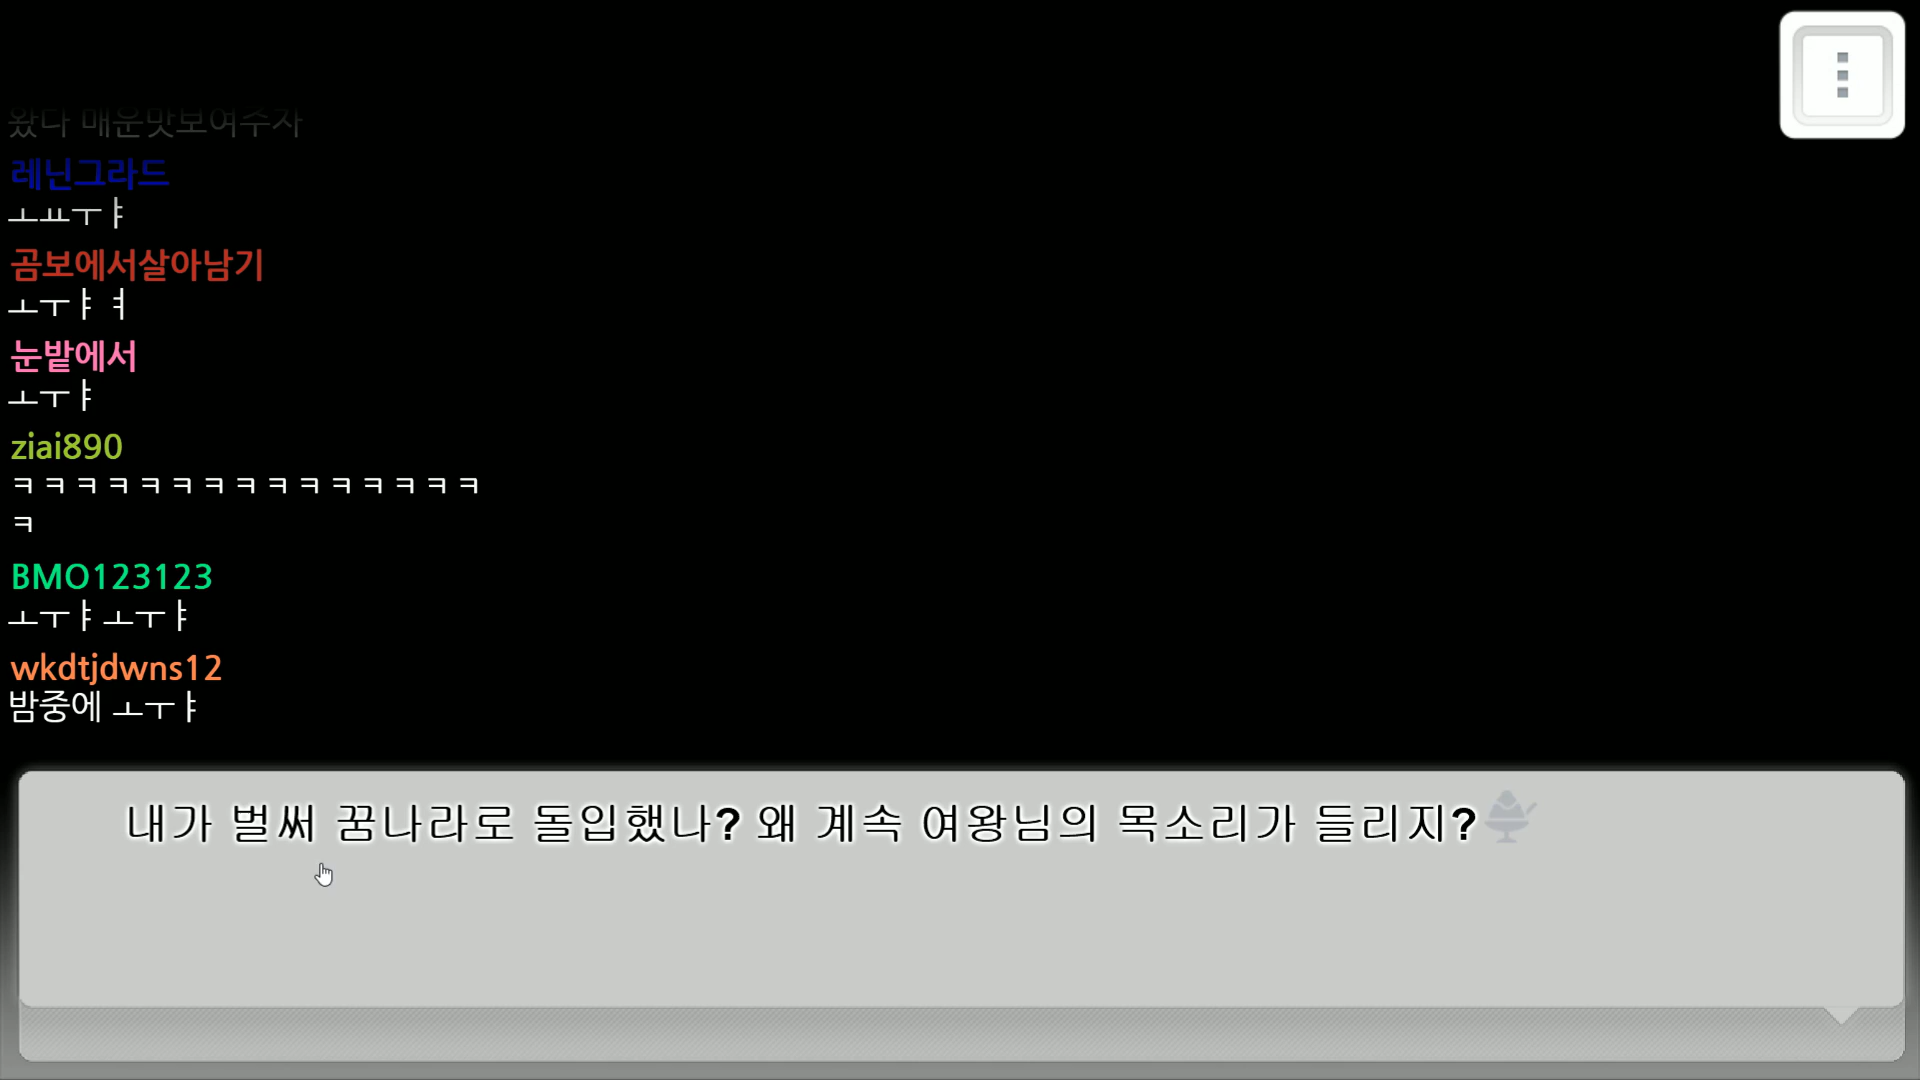 왔다 매운맛보여주자
레닌그라드
ㅗㅛㅜㅑ
곰보에서살아남기
ㅗㅜㅑ ㅕ
눈밭에서
ㅗㅜㅑ
ziai890
ㅋㅋㅋㅋㅋㅋㅋㅋㅋㅋㅋㅋㅋㅋㅋ
ㅋ
BMO123123
ㅗㅜㅑㅗㅜㅑ
wkdtjdwns12
밤중에 ㅗㅜㅑ
내가 벌써 꿈나라로 돌입했나? 왜 계속 여왕님의 목소리가 들리지?